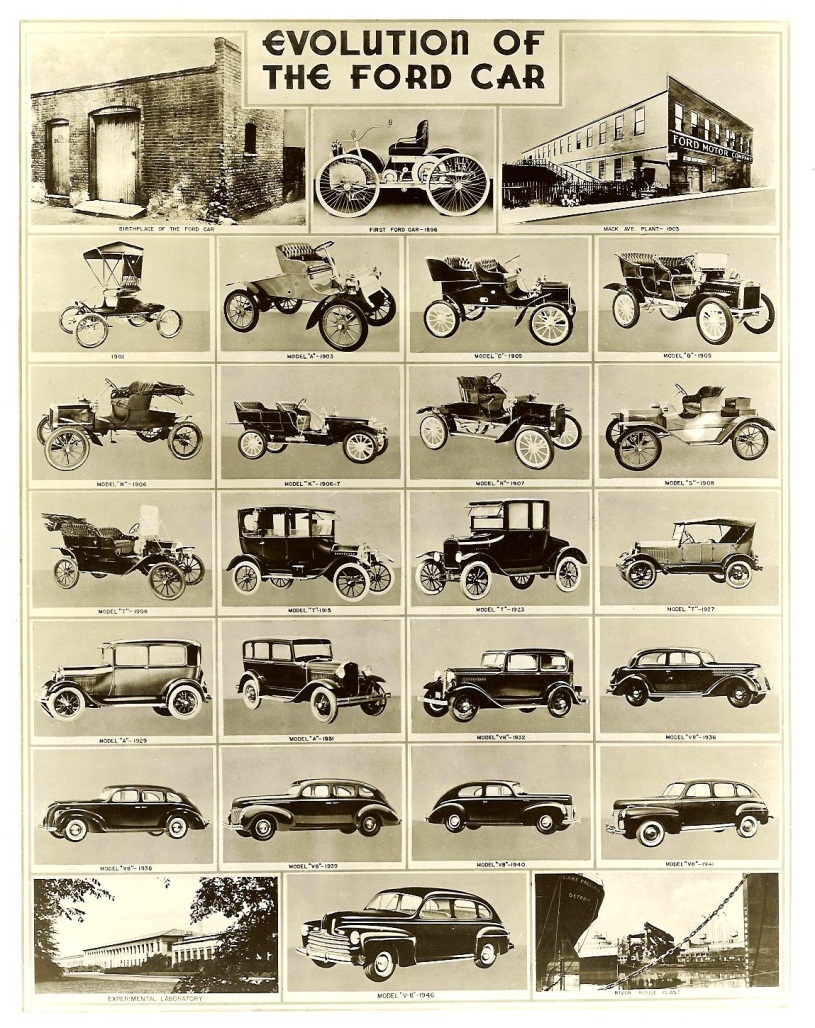 EVOLUTION OF
THE FORD CAR
FORD MOTOR COMPANY
BIRTHPLACE OF THE FORD CAR
FIRST FORD CAR-1896
MACK AVE. PLANT-1903
1901
MODEL "A"-1903
MODEL "C"-1905
MODEL "B"-1905
MODEL "N"-1906
MODEL "K"-1906-7
MODEL "R"-1907
MODEL "S"-1908
MODEL "T"-1908
MODEL "T"-1915
MODEL "T"-1923
MODEL "T"-1927
MODEL "A"-1929
MODEL "A"-1931
MODEL "V8"-1932
MODEL "V8"-1936
MODEL "V8"-1938
MODEL "V8"-1939
MODEL "V8"-1940
MODEL "V8"-1941
DETROIT
EXPERIMENTAL LABORATORY
MODEL "V-8"-1946
RIVER ROUGE PLANT